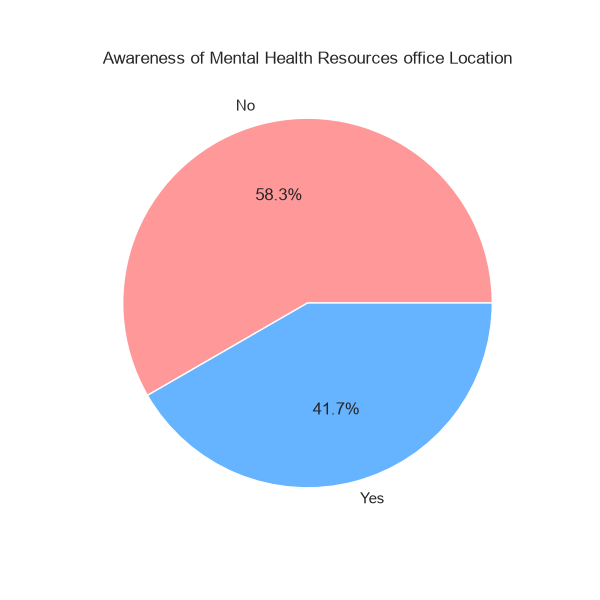 Awareness of Mental Health Resources office Location
No
58.3%
41.7%
Yes